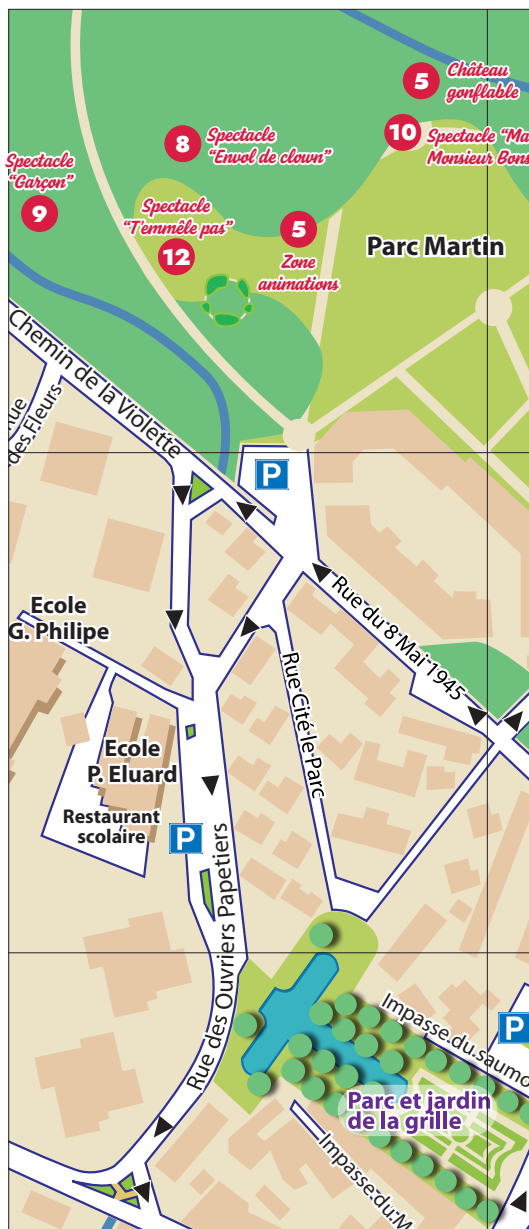 5
Château
gonflable
8
Spectacle
"Envol de clown"
10
Spectacle "Ma
Monsieur Bons
Spectacle
"Garçon"
9
Spectacle
"T'emmêle pas"
12
5
Zone
animations
Parc Martin
Chemin de la Violette
des Fleurs
P
Rue du 8 Mai 1945
Ecole
G. Philipe
Rue Cité le Parc
Ecole
P. Eluard
Restaurant
scolaire
P
Rue des Ouvriers Papetiers
Impasse du saumo
P
Parc et jardin
de la grille
Impasse du M